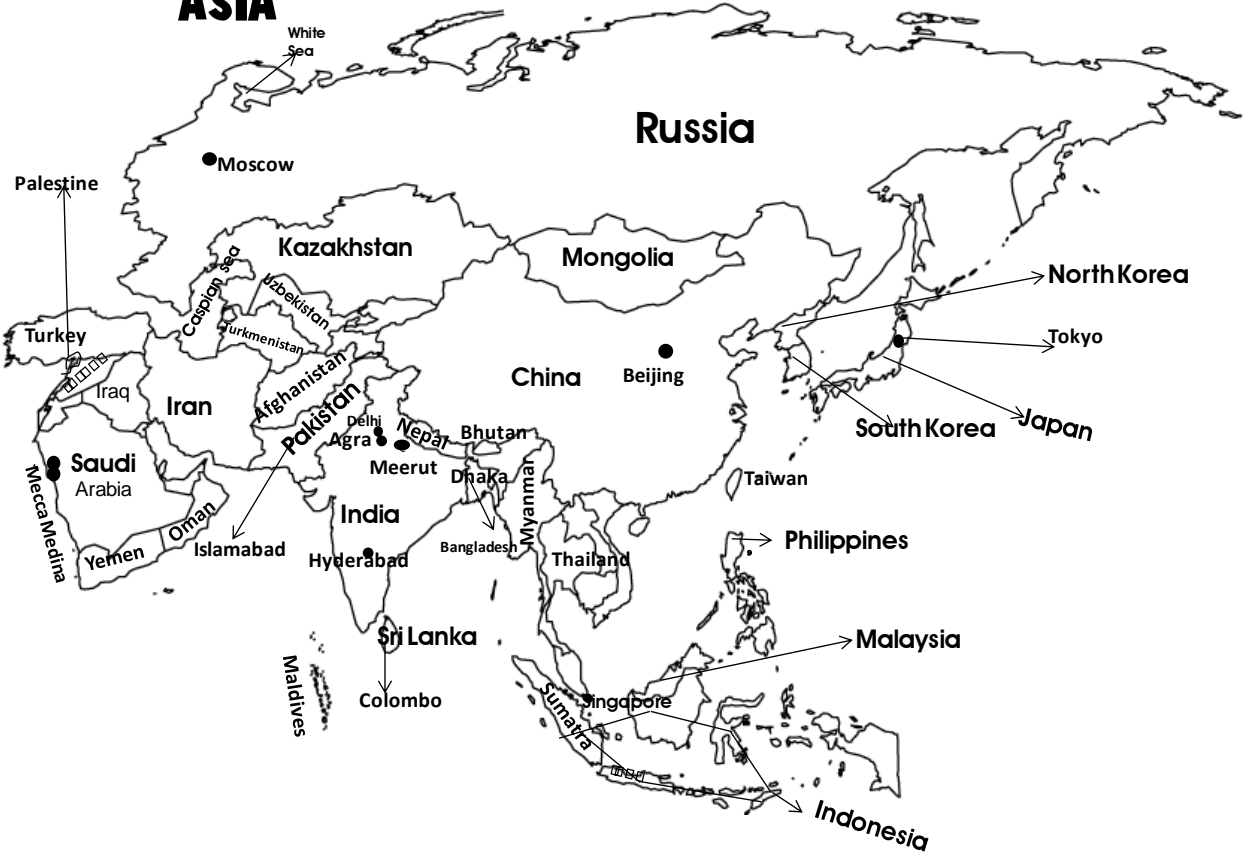 ASIA
White
Sea
Russia
Moscow
Palestine
Kazakhstan
Mongolia
Caspian sea
Uzbekistan
North Korea
Turkey
Turkmenistan
Tokyo
China
Beijing
Afghanistan
Iraq
Iran
Pakistan
Delhi
Agra
Nepal
Bhutan
South Korea
Japan
Meerut
Saudi
Arabia
Dhaka
Myanmar
Taiwan
Mecca Medina
Oman
India
Yemen
Islamabad
Hyderabad
Bangladesh
Thailand
Philippines
Sri Lanka
Malaysia
Maldives
Colombo
Singapore
Sumatra
Indonesia